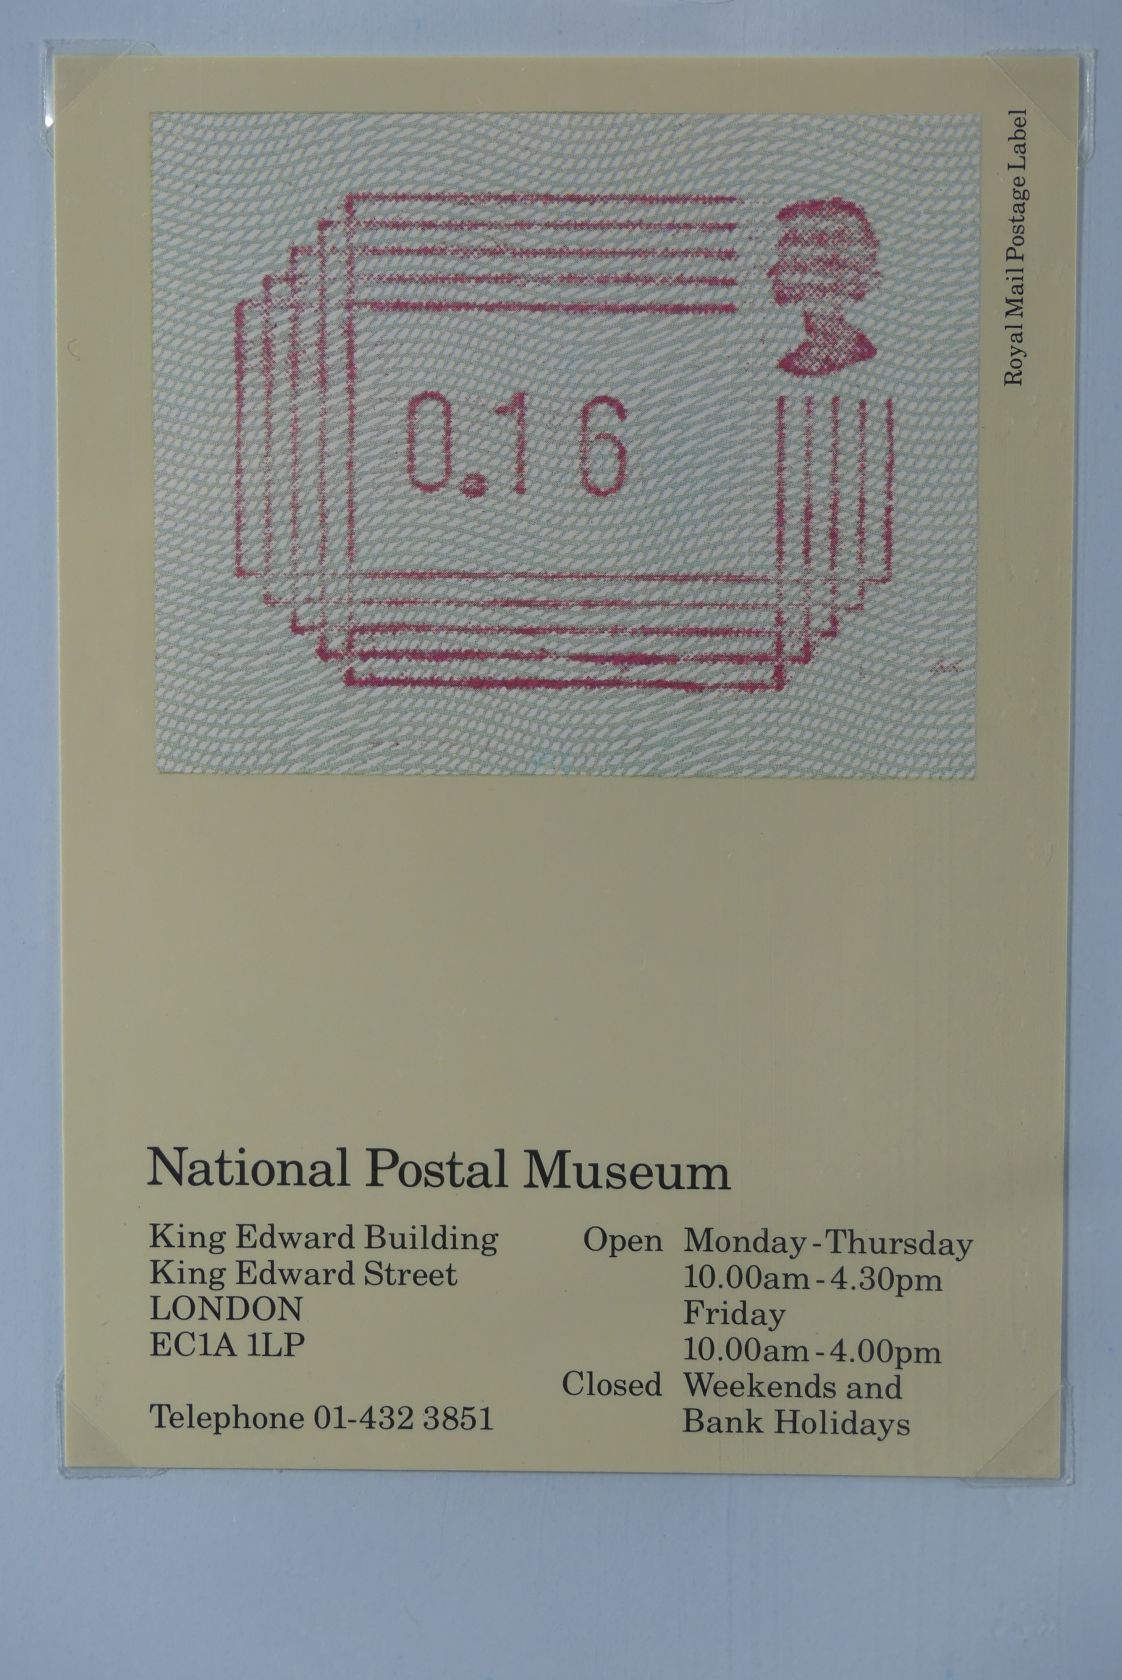 Royal Mail Postage Label
0.16
National Postal Museum
King Edward Building
King Edward Street
LONDON
EC1A 1LP
Telephone 01-432 3851
Open Monday-Thursday
10.00am-4.30pm
Friday
10.00am-4.00pm
Closed Weekends and
Bank Holidays